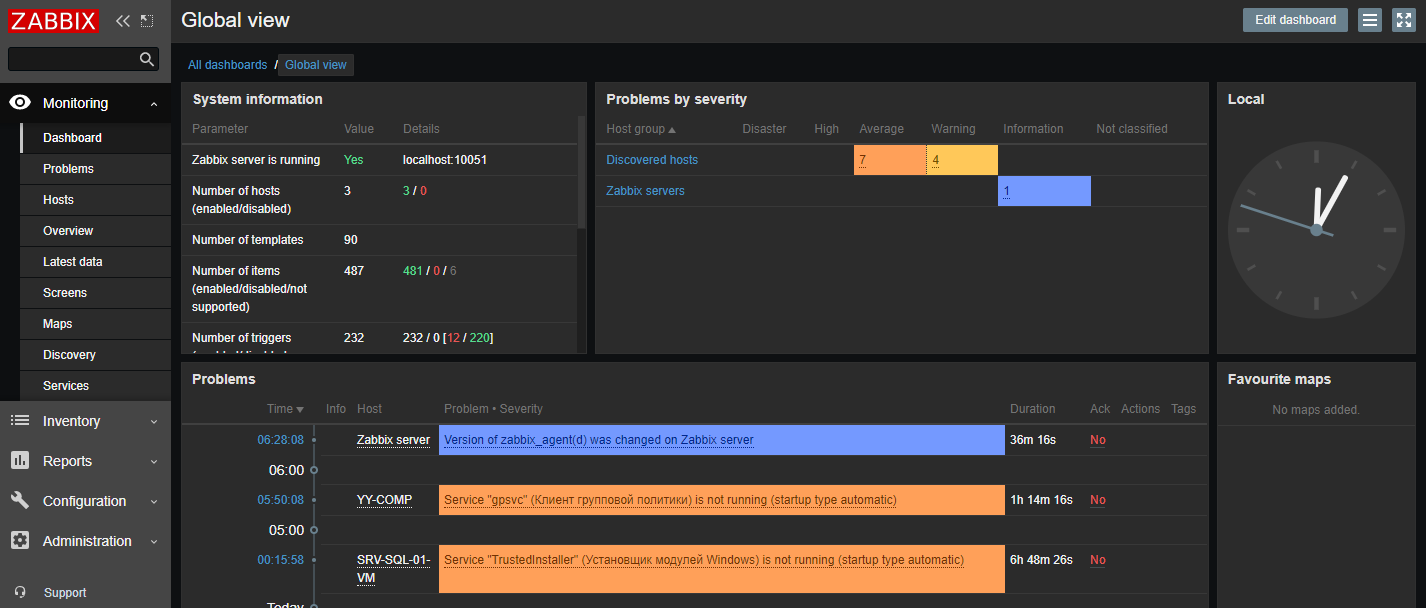 ZABBIX
Global view
Edit dashboard
All dashboards / Global view
Monitoring
Dashboard
Problems
Hosts
Overview
Latest data
Screens
Maps
Discovery
Services
Inventory
Reports
Configuration
Administration
Support
System information
Parameter Value Details
Zabbix server is running Yes localhost:10051
Number of hosts (enabled/disabled) 3 3 / 0
Number of templates 90
Number of items (enabled/disabled/not supported) 487 481 / 0 / 6
Number of triggers 232 232 / 0 [12 / 220]
Problems by severity
Host group Disaster High Average Warning Information Not classified
Discovered hosts 7 4
Zabbix servers 1
Local
Problems
Time Info Host Problem • Severity Duration Ack Actions Tags
06:28:08 Zabbix server Version of zabbix_agent(d) was changed on Zabbix server 36m 16s No
06:00
05:50:08 YY-COMP Service "gpsvc" (Клиент групповой политики) is not running (startup type automatic) 1h 14m 16s No
05:00
00:15:58 SRV-SQL-01-VM Service "TrustedInstaller" (Установщик модулей Windows) is not running (startup type automatic) 6h 48m 26s No
Today
Favourite maps
No maps added.